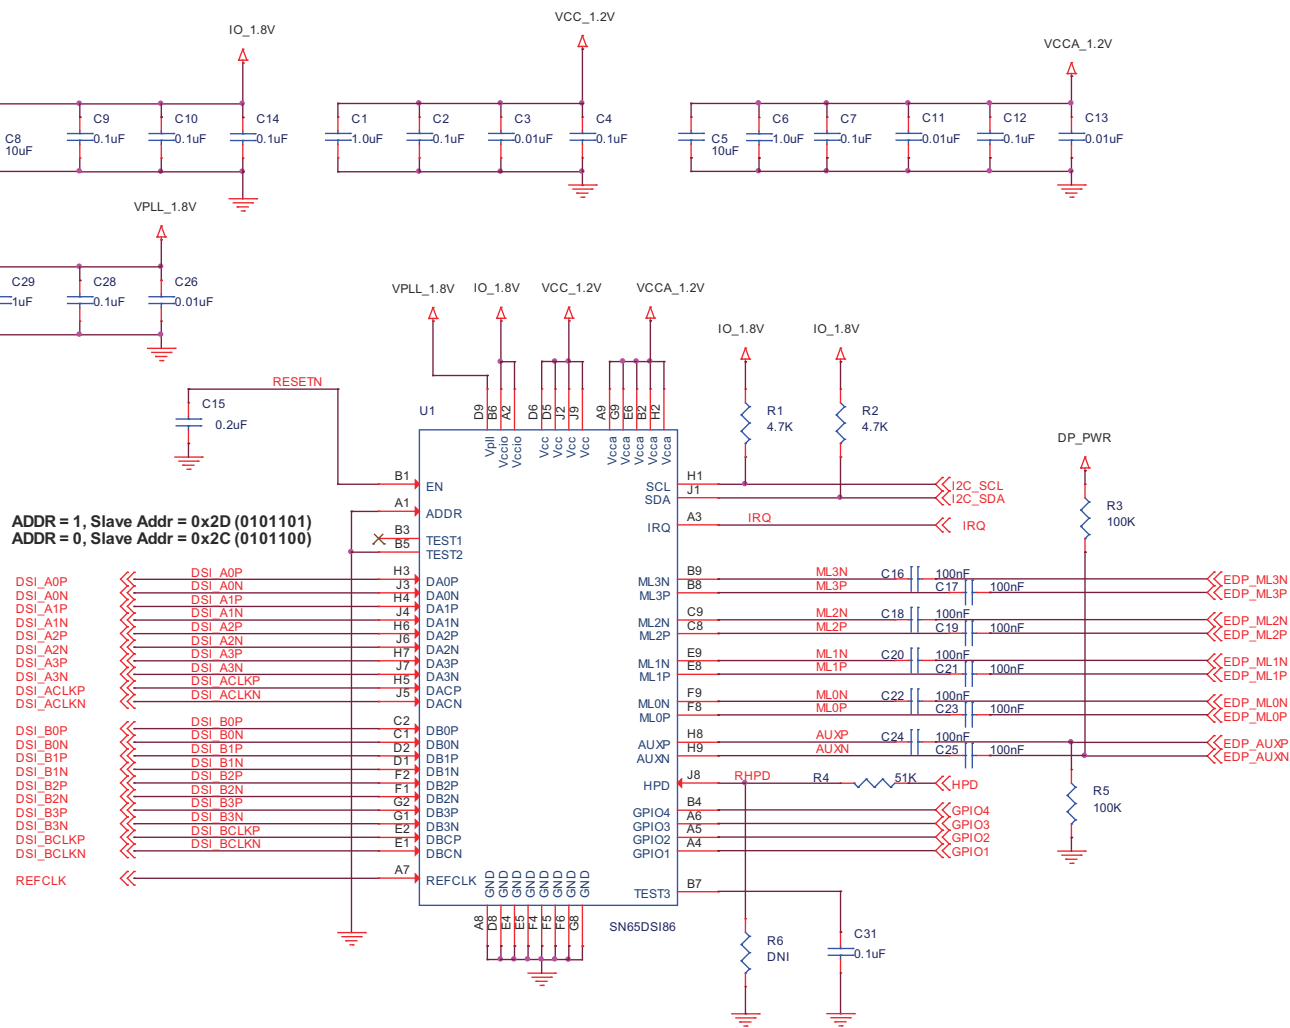 IO_1.8V
VCC_1.2V
VCCA_1.2V
C8
10uF
C9
0.1uF
C10
0.1uF
C14
0.1uF
C1
1.0uF
C2
0.1uF
C3
0.01uF
C4
0.1uF
C5
10uF
C6
1.0uF
C7
0.1uF
C11
0.01uF
C12
0.1uF
C13
0.01uF
VPLL_1.8V
C29
1uF
C28
0.1uF
C26
0.01uF
VPLL_1.8V
IO_1.8V
VCC_1.2V
VCCA_1.2V
IO_1.8V
IO_1.8V
RESETN
C15
0.2uF
U1
D9
B6
A2
D6
D5
J2
J9
A9
G9
E6
B2
H2
Vpll
Vccio
Vccio
Vcc
Vcc
Vcc
Vcc
Vcca
Vcca
Vcca
Vcca
Vcca
R1
4.7K
R2
4.7K
DP_PWR
R3
100K
B1
EN
A1
ADDR
B3
TEST1
B5
TEST2
ADDR = 1, Slave Addr = 0x2D (0101101)
ADDR = 0, Slave Addr = 0x2C (0101100)
SCL H1 I2C_SCL
SDA J1 I2C_SDA
IRQ A3 IRQ IRQ
DSI_A0P DSI_A0P H3 DA0P
DSI_A0N DSI_A0N J3 DA0N
DSI_A1P DSI_A1P H4 DA1P
DSI_A1N DSI_A1N J4 DA1N
DSI_A2P DSI_A2P H6 DA2P
DSI_A2N DSI_A2N J6 DA2N
DSI_A3P DSI_A3P H7 DA3P
DSI_A3N DSI_A3N J7 DA3N
DSI_ACLKP DSI_ACLKP H5 DACP
DSI_ACLKN DSI_ACLKN J5 DACN
DSI_B0P DSI_B0P C2 DB0P
DSI_B0N DSI_B0N C1 DB0N
DSI_B1P DSI_B1P D2 DB1P
DSI_B1N DSI_B1N D1 DB1N
DSI_B2P DSI_B2P F2 DB2P
DSI_B2N DSI_B2N F1 DB2N
DSI_B3P DSI_B3P G2 DB3P
DSI_B3N DSI_B3N G1 DB3N
DSI_BCLKP DSI_BCLKP E2 DBCP
DSI_BCLKN DSI_BCLKN E1 DBCN
REFCLK A7 REFCLK
ML3N B9 ML3N C16 100nF EDP_ML3N
ML3P B8 ML3P C17 100nF EDP_ML3P
ML2N C9 ML2N C18 100nF EDP_ML2N
ML2P C8 ML2P C19 100nF EDP_ML2P
ML1N E9 ML1N C20 100nF EDP_ML1N
ML1P E8 ML1P C21 100nF EDP_ML1P
ML0N F9 ML0N C22 100nF EDP_ML0N
ML0P F8 ML0P C23 100nF EDP_ML0P
AUXP H8 AUXP C24 100nF EDP_AUXP
AUXN H9 AUXN C25 100nF EDP_AUXN
HPD J8 RHPD R4 51K HPD
GPIO4 B4 GPIO4
GPIO3 A6 GPIO3
GPIO2 A5 GPIO2
GPIO1 A4 GPIO1
R5
100K
TEST3 B7
GND
GND
GND
GND
GND
GND
GND
GND
A8
D8
E4
E5
F4
F5
F6
G8
SN65DSI86
R6
DNI
C31
0.1uF